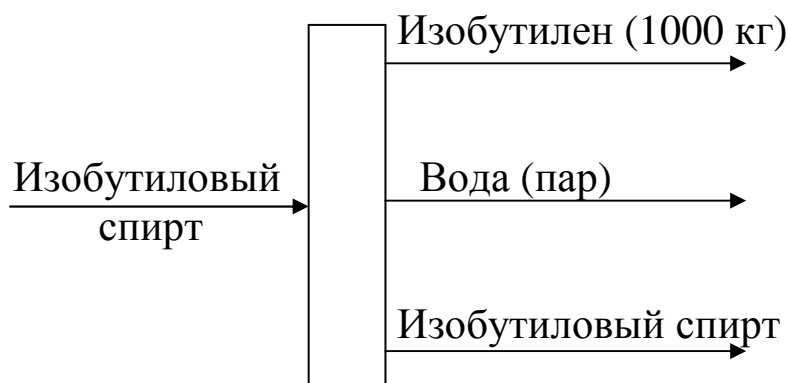 Изобутилен (1000 кг)
Изобутиловый
спирт
Вода (пар)
Изобутиловый спирт